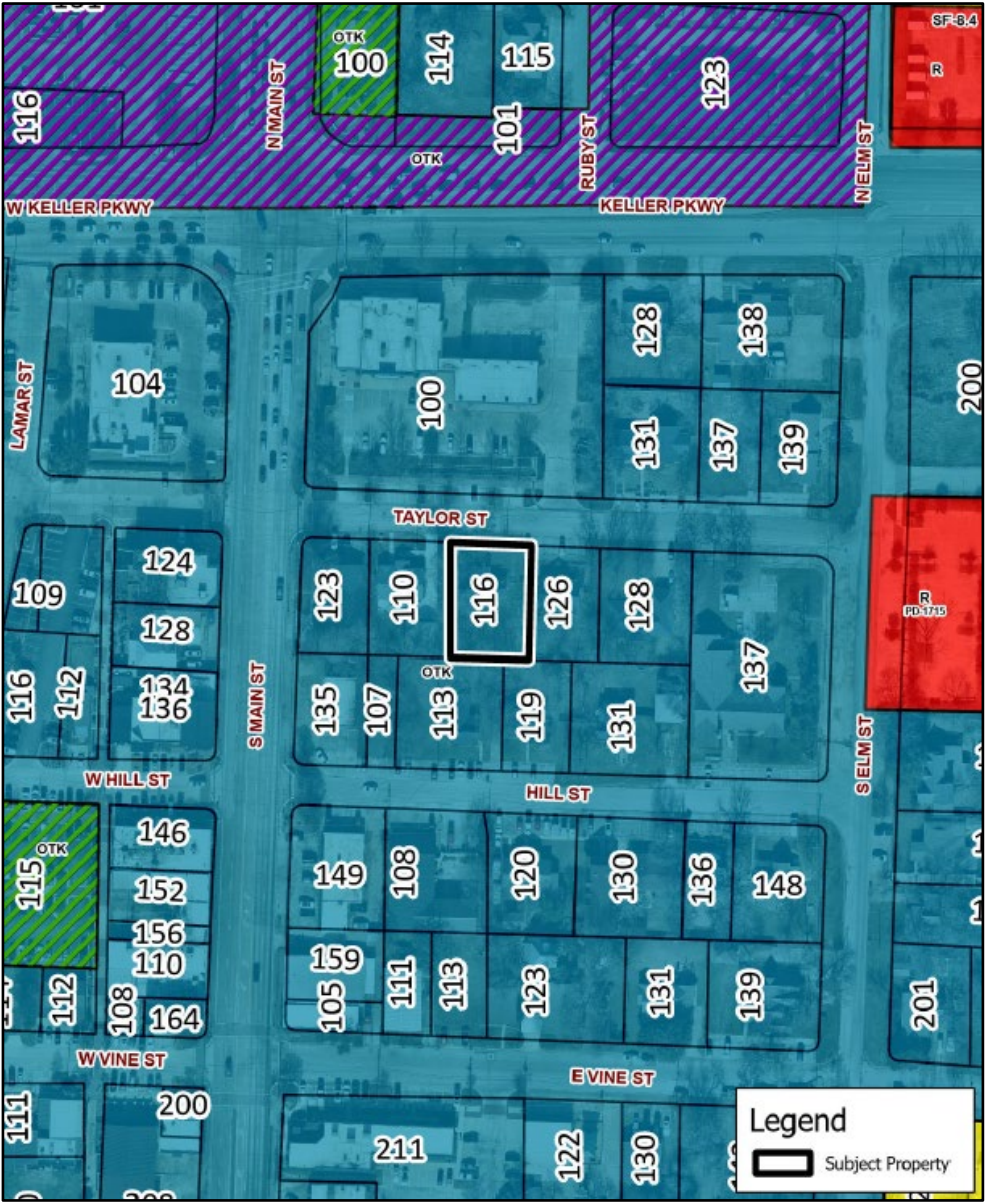 SF-8.4
OTK
100
114
115
123
R
116
N MAIN ST
101
OTK
RUBY ST
N ELM ST
W KELLER PKWY
KELLER PKWY
128
138
LAMAR ST
104
100
200
131
137
139
TAYLOR ST
109
124
123
110
116
126
128
R
PD-1715
128
116
112
134
136
S MAIN ST
OTK
135
107
113
119
131
137
S ELM ST
W HILL ST
HILL ST
115
OTK
146
149
108
120
130
136
148
152
156
110
159
105
111
113
123
131
139
201
112
108
164
W VINE ST
E VINE ST
111
200
211
122
130
Legend
Subject Property